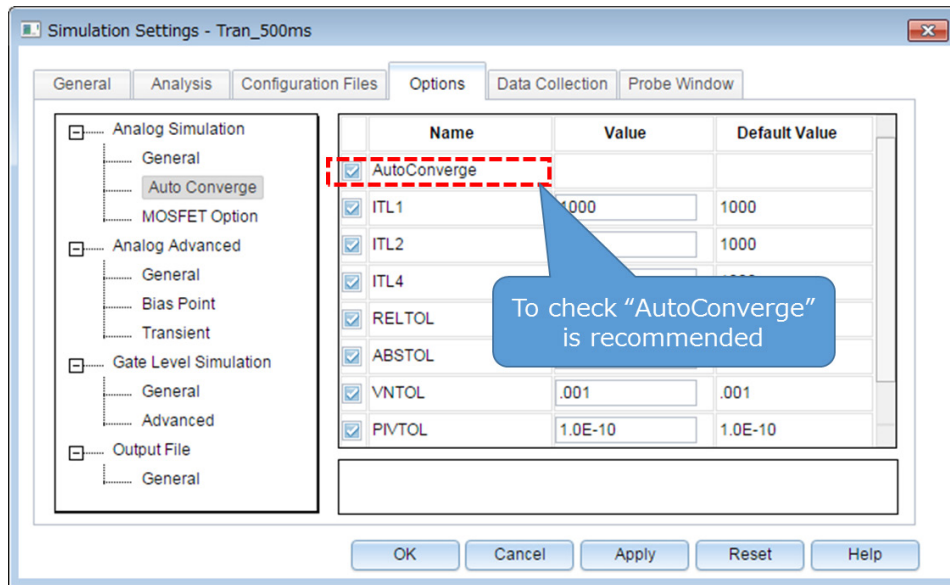 Simulation Settings - Tran_500ms
General Analysis Configuration Files Options Data Collection Probe Window
Analog Simulation
General
Auto Converge
MOSFET Option
Analog Advanced
General
Bias Point
Transient
Gate Level Simulation
General
Advanced
Output File
General
Name Value Default Value
AutoConverge
ITL1 1000 1000
ITL2 1000
ITL4
RELTOL
ABSTOL
VNTOL .001 .001
PIVTOL 1.0E-10 1.0E-10
To check “AutoConverge”
is recommended
OK Cancel Apply Reset Help